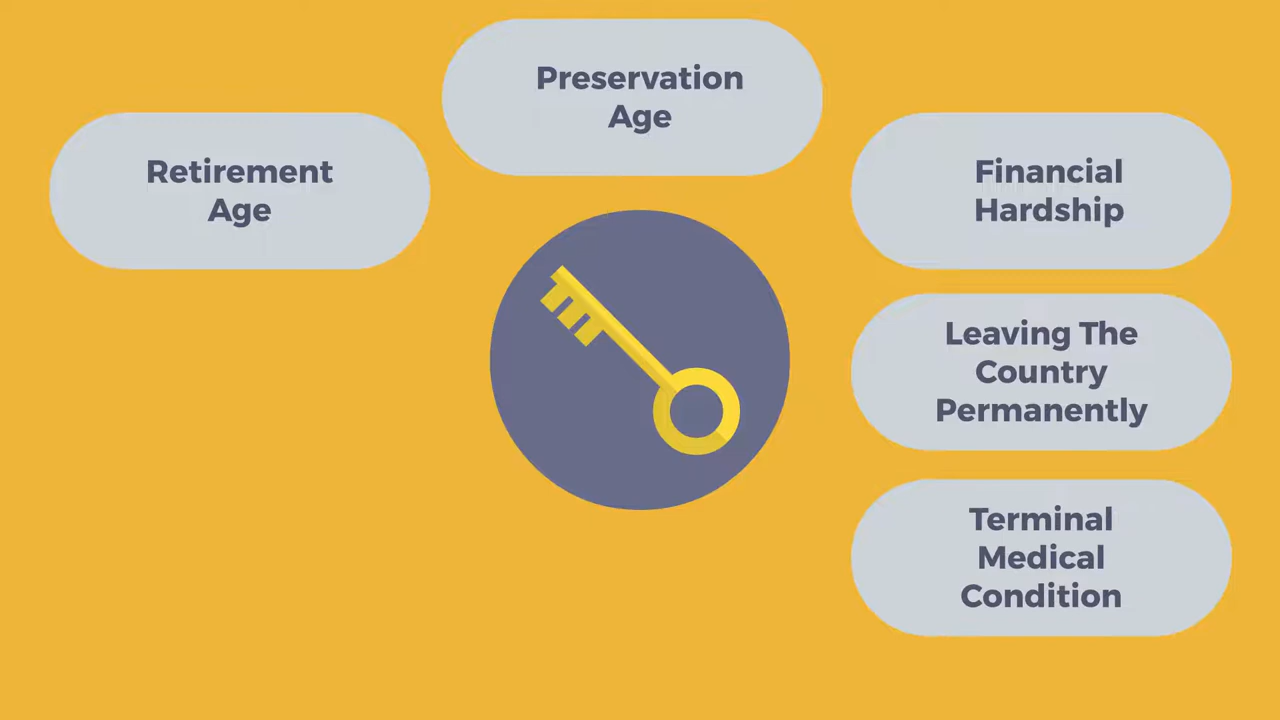 Preservation
Age
Retirement
Age
Financial
Hardship
Leaving The
Country
Permanently
Terminal
Medical
Condition